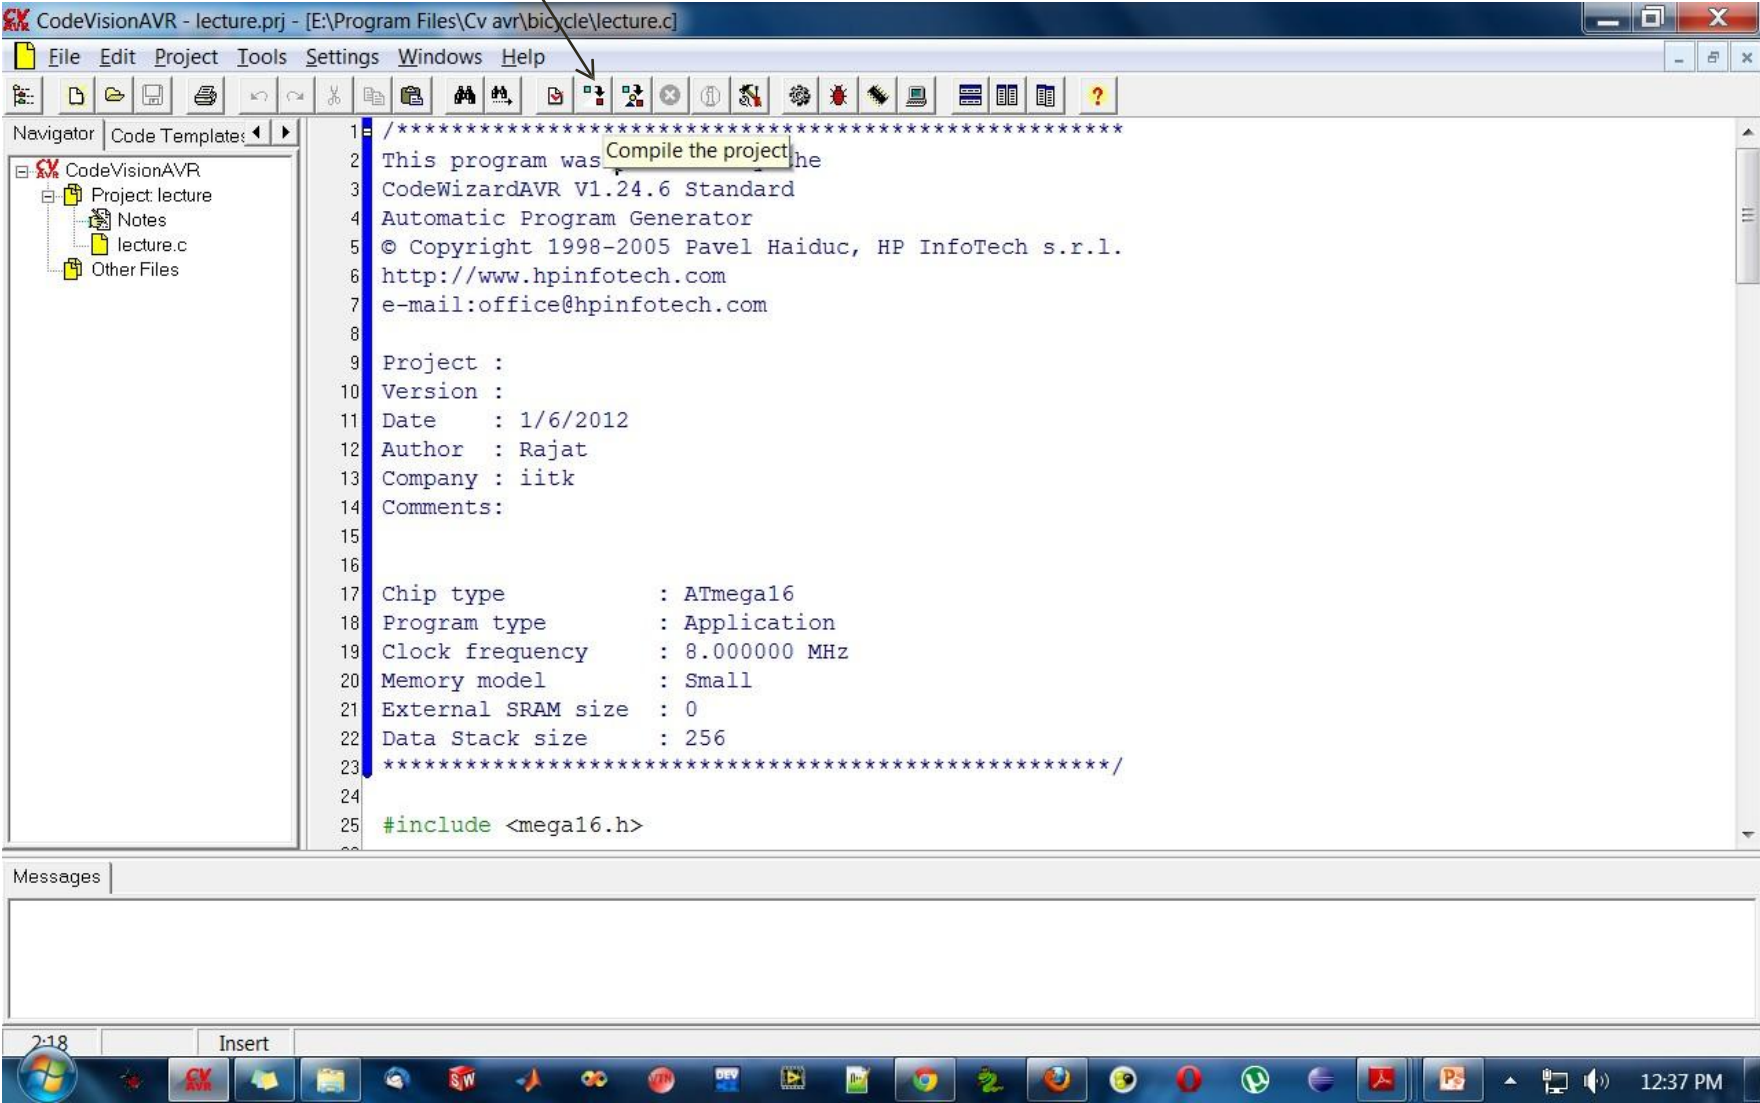 CodeVisionAVR - lecture.prj - [E:\Program Files\Cv avr\bicycle\lecture.c]
File Edit Project Tools Settings Windows Help
Navigator Code Templates
CodeVisionAVR
Project: lecture
Notes
lecture.c
Other Files
Compile the project
1 /*****************************************************
2 This program was he
3 CodeWizardAVR V1.24.6 Standard
4 Automatic Program Generator
5 © Copyright 1998-2005 Pavel Haiduc, HP InfoTech s.r.l.
6 http://www.hpinfotech.com
7 e-mail:office@hpinfotech.com
8
9 Project :
10 Version :
11 Date : 1/6/2012
12 Author : Rajat
13 Company : iitk
14 Comments:
15
16
17 Chip type : ATmega16
18 Program type : Application
19 Clock frequency : 8.000000 MHz
20 Memory model : Small
21 External SRAM size : 0
22 Data Stack size : 256
23 *****************************************************/
24
25 #include <mega16.h>
Messages
2:18 Insert
12:37 PM